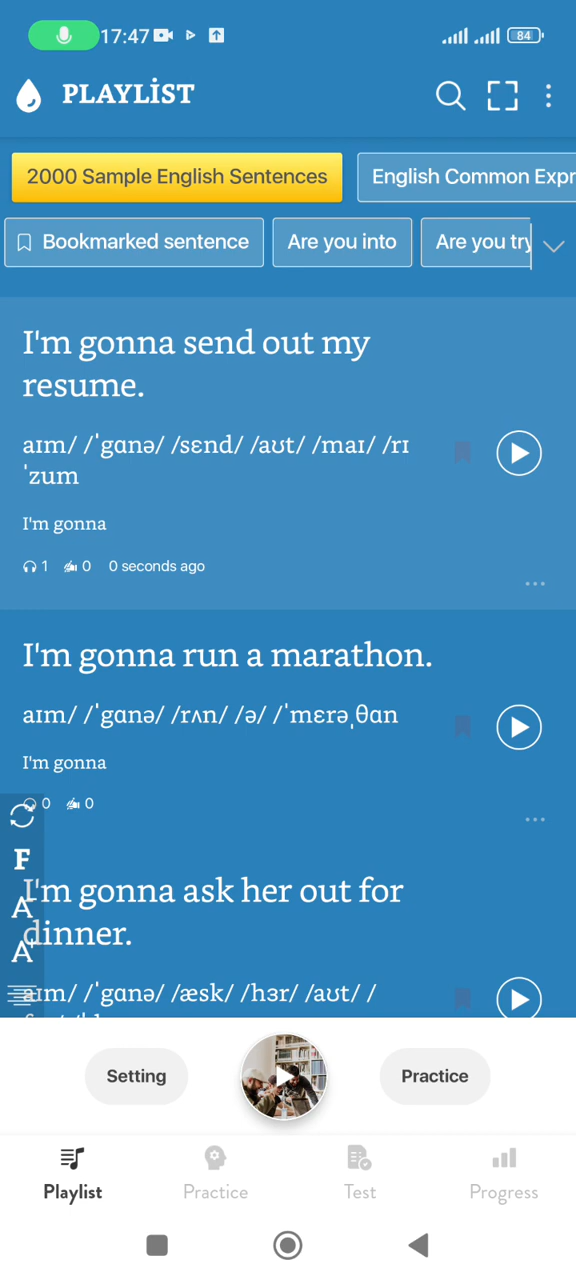 17:47
84
PLAYLİST
2000 Sample English Sentences
English Common Expr
Bookmarked sentence
Are you into
Are you try
I'm gonna send out my
resume.
aɪm/ /ˈɡɑnə/ /sɛnd/ /aʊt/ /maɪ/ /rɪ
ˈzum
I'm gonna
1
0
0 seconds ago
I'm gonna run a marathon.
aɪm/ /ˈɡɑnə/ /rʌn/ /ə/ /ˈmɛrəˌθɑn
I'm gonna
0
0
F
I'm gonna ask her out for
A
dinner.
A+
aɪm/ /ˈɡɑnə/ /æsk/ /hɜr/ /aʊt/ /
Setting
Practice
Playlist
Practice
Test
Progress